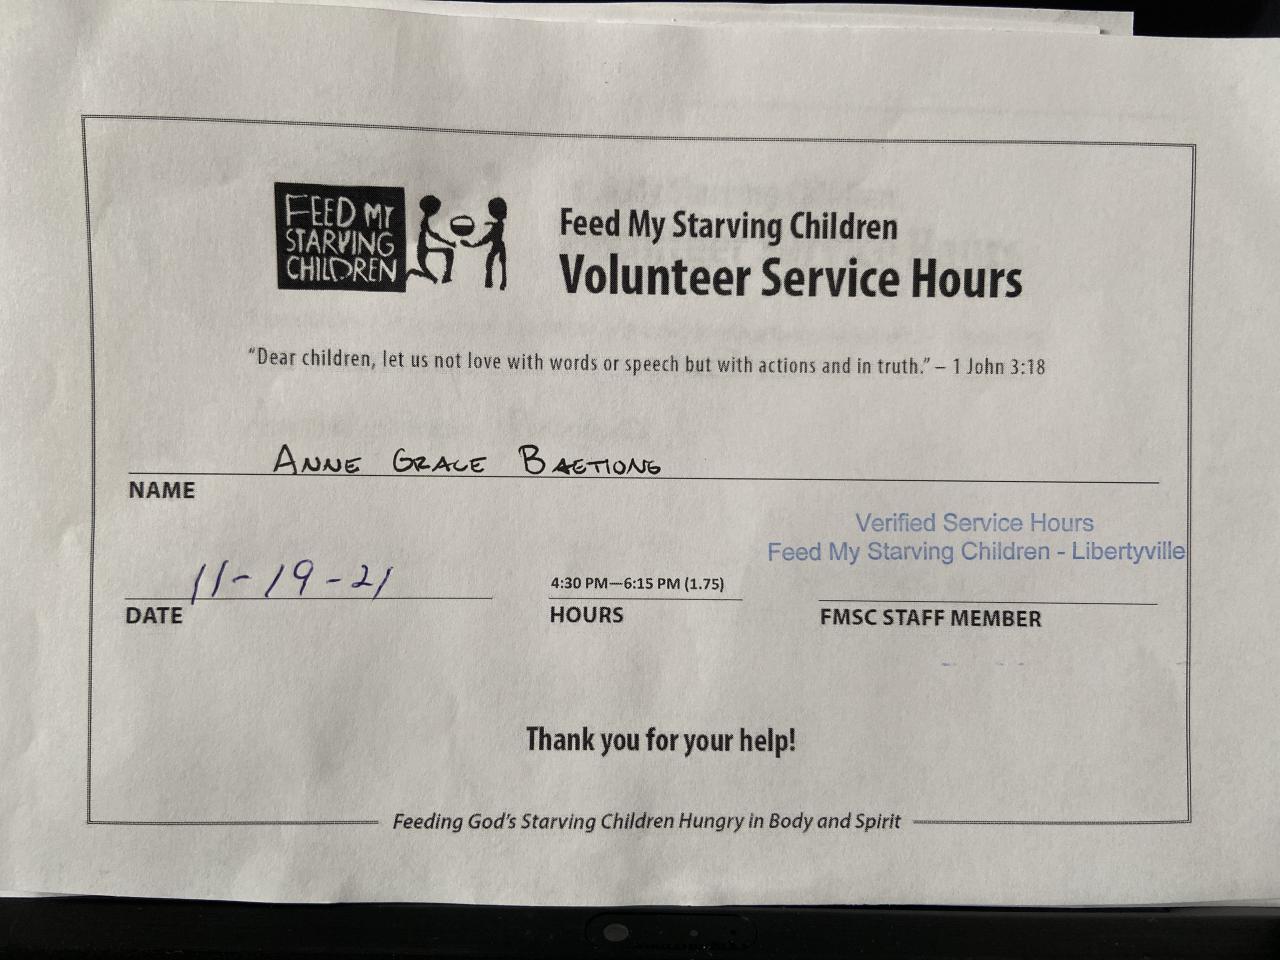 FEED MY
STARVING
CHILDREN
Feed My Starving Children
Volunteer Service Hours
“Dear children, let us not love with words or speech but with actions and in truth.” – 1 John 3:18
ANNE GRACE BAETIONG
NAME
Verified Service Hours
Feed My Starving Children - Libertyville
11-19-21
4:30 PM—6:15 PM (1.75)
DATE
HOURS
FMSC STAFF MEMBER
Thank you for your help!
Feeding God's Starving Children Hungry in Body and Spirit